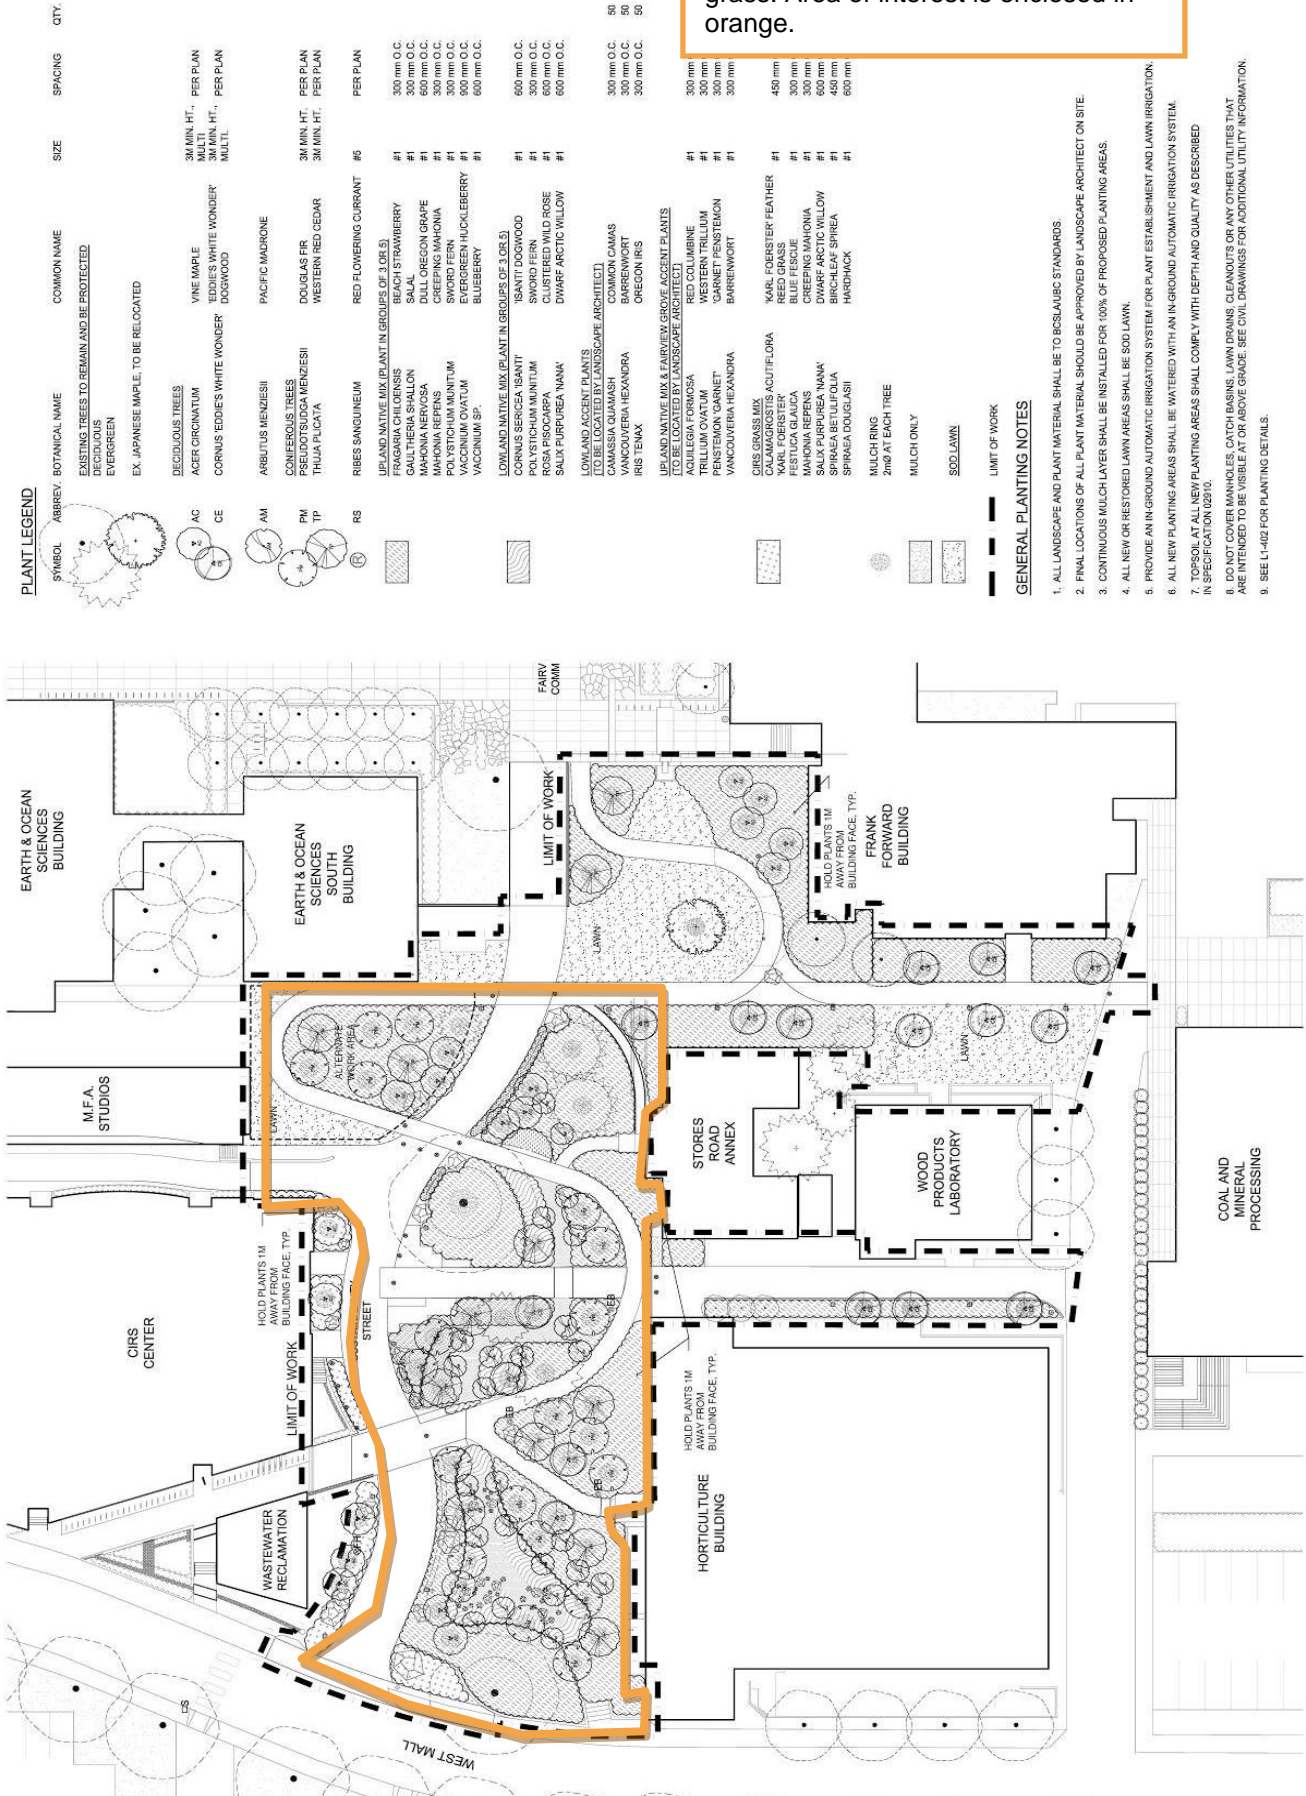 orange.
PLANT LEGEND
SYMBOL ABBREV. BOTANICAL NAME COMMON NAME SIZE SPACING QTY.
EXISTING TREES TO REMAIN AND BE PROTECTED
DECIDUOUS
EVERGREEN
EX. JAPANESE MAPLE, TO BE RELOCATED
DECIDUOUS TREES
AC ACER CIRCINATUM VINE MAPLE 3M MIN. HT., MULTI PER PLAN
CE CORNUS EDDIE'S WHITE WONDER' 'EDDIE'S WHITE WONDER' DOGWOOD 3M MIN. HT., MULTI. PER PLAN
AM ARBUTUS MENZIESII PACIFIC MADRONE
CONIFEROUS TREES
PM PSEUDOTSUDGA MENZIESII DOUGLAS FIR 3M MIN. HT. PER PLAN
TP THUJA PLICATA WESTERN RED CEDAR 3M MIN. HT. PER PLAN
RS RIBES SANGUINEUM RED FLOWERING CURRANT #5 PER PLAN
UPLAND NATIVE MIX (PLANT IN GROUPS OF 3 OR 5)
FRAGARIA CHILOENSIS BEACH STRAWBERRY #1 300 mm O.C.
GAULTHERIA SHALLON SALAL #1 300 mm O.C.
MAHONIA NERVOSA DULL OREGON GRAPE #1 600 mm O.C.
MAHONIA REPENS CREEPING MAHONIA #1 300 mm O.C.
POLYSTICHUM MUNITUM SWORD FERN #1 300 mm O.C.
VACCINIUM OVATUM EVERGREEN HUCKLEBERRY #1 900 mm O.C.
VACCINIUM SP. BLUEBERRY #1 600 mm O.C.
LOWLAND NATIVE MIX (PLANT IN GROUPS OF 3 OR 5)
CORNUS SERICEA 'ISANTI' 'ISANTI' DOGWOOD #1 600 mm O.C.
POLYSTICHUM MUNITUM SWORD FERN #1 300 mm O.C.
ROSA PISOCARPA CLUSTERED WILD ROSE #1 600 mm O.C.
SALIX PURPUREA 'NANA' DWARF ARCTIC WILLOW #1 600 mm O.C.
LOWLAND ACCENT PLANTS
(TO BE LOCATED BY LANDSCAPE ARCHITECT)
CAMASSIA QUAMASH COMMON CAMAS 300 mm O.C. 50
VANCOUVERIA HEXANDRA BARRENWORT 300 mm O.C. 50
IRIS TENAX OREGON IRIS 300 mm O.C. 50
UPLAND NATIVE MIX & FAIRVIEW GROVE ACCENT PLANTS
(TO BE LOCATED BY LANDSCAPE ARCHITECT)
AQUILEGIA FORMOSA RED COLUMBINE #1 300 mm
TRILLIUM OVATUM WESTERN TRILLIUM #1 300 mm
PENSTEMON 'GARNET' 'GARNET' PENSTEMON #1 300 mm
VANCOUVERIA HEXANDRA BARRENWORT #1 300 mm
CIRS GRASS MIX
CALAMAGROSTIS ACUTIFLORA 'KARL FOERSTER' 'KARL FOERSTER' FEATHER REED GRASS #1 450 mm
FESTUCA GLAUCA BLUE FESCUE #1 300 mm
MAHONIA REPENS CREEPING MAHONIA #1 300 mm
SALIX PURPUREA 'NANA' DWARF ARCTIC WILLOW #1 600 mm
SPIRAEA BETULIFOLIA BIRCHLEAF SPIREA #1 450 mm
SPIRAEA DOUGLASII HARDHACK #1 600 mm
MULCH RING
2mØ AT EACH TREE
MULCH ONLY
SOD LAWN
LIMIT OF WORK
GENERAL PLANTING NOTES
1. ALL LANDSCAPE AND PLANT MATERIAL SHALL BE TO BCSLA/UBC STANDARDS.
2. FINAL LOCATIONS OF ALL PLANT MATERIAL SHOULD BE APPROVED BY LANDSCAPE ARCHITECT ON SITE.
3. CONTINUOUS MULCH LAYER SHALL BE INSTALLED FOR 100% OF PROPOSED PLANTING AREAS.
4. ALL NEW OR RESTORED LAWN AREAS SHALL BE SOD LAWN.
5. PROVIDE AN IN-GROUND AUTOMATIC IRRIGATION SYSTEM FOR PLANT ESTABLISHMENT AND LAWN IRRIGATION.
6. ALL NEW PLANTING AREAS SHALL BE WATERED WITH AN IN-GROUND AUTOMATIC IRRIGATION SYSTEM.
7. TOPSOIL AT ALL NEW PLANTING AREAS SHALL COMPLY WITH DEPTH AND QUALITY AS DESCRIBED
IN SPECIFICATION 02910.
8. DO NOT COVER MANHOLES, CATCH BASINS, LAWN DRAINS, CLEANOUTS OR ANY OTHER UTILITIES THAT
ARE INTENDED TO BE VISIBLE AT OR ABOVE GRADE. SEE CIVIL DRAWINGS FOR ADDITIONAL UTILITY INFORMATION.
9. SEE L1-402 FOR PLANTING DETAILS.
EARTH & OCEAN
SCIENCES
BUILDING
EARTH & OCEAN
SCIENCES
SOUTH
BUILDING
FAIRV
COMM
LIMIT OF WORK
HOLD PLANTS 1M
AWAY FROM
BUILDING FACE, TYP.
FRANK
FORWARD
BUILDING
LAWN
LAWN
M.F.A.
STUDIOS
LAWN
ALTERNATE
WORK AREA
STORES
ROAD
ANNEX
WOOD
PRODUCTS
LABORATORY
COAL AND
MINERAL
PROCESSING
CIRS
CENTER
HOLD PLANTS 1M
AWAY FROM
BUILDING FACE, TYP.
LIMIT OF WORK
STREET
EB
EB
EB
HOLD PLANTS 1M
AWAY FROM
BUILDING FACE, TYP.
HORTICULTURE
BUILDING
WASTEWATER
RECLAMATION
WEST MALL